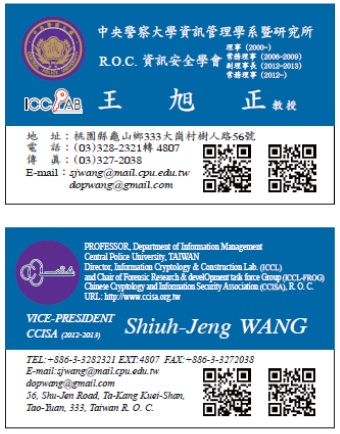 中央警察大學資訊管理學系暨研究所
R.O.C. 資訊安全學會
理事 (2000~)
常務理事 (2006~2009)
副理事長 (2012~2013)
常務理事 (2012~)
ICCLAB
王 旭 正 教授
地 址：桃園縣龜山鄉333大崗村樹人路56號
電 話：(03)328-2321轉 4807
傳 真：(03)327-2038
E-mail：sjwang@mail.cpu.edu.tw
dopwang@gmail.com
PROFESSOR, Department of Information Management
Central Police University, TAIWAN
Director, Information Cryptology & Construction Lab. (ICCL)
and Chair of Forensic Research & develOpment task force Group (ICCL-FROG)
Chinese Cryptology and Information Security Association (CCISA), R. O. C.
URL: http://www.ccisa.org.tw
VICE-PRESIDENT
CCISA (2012-2013)
Shiuh-Jeng WANG
TEL:+886-3-3282321 EXT:4807 FAX:+886-3-3272038
E-mail:sjwang@mail.cpu.edu.tw
dopwang@gmail.com
56, Shu-Jen Road, Ta-Kang Kuei-Shan,
Tao-Yuan, 333, Taiwan R. O. C.